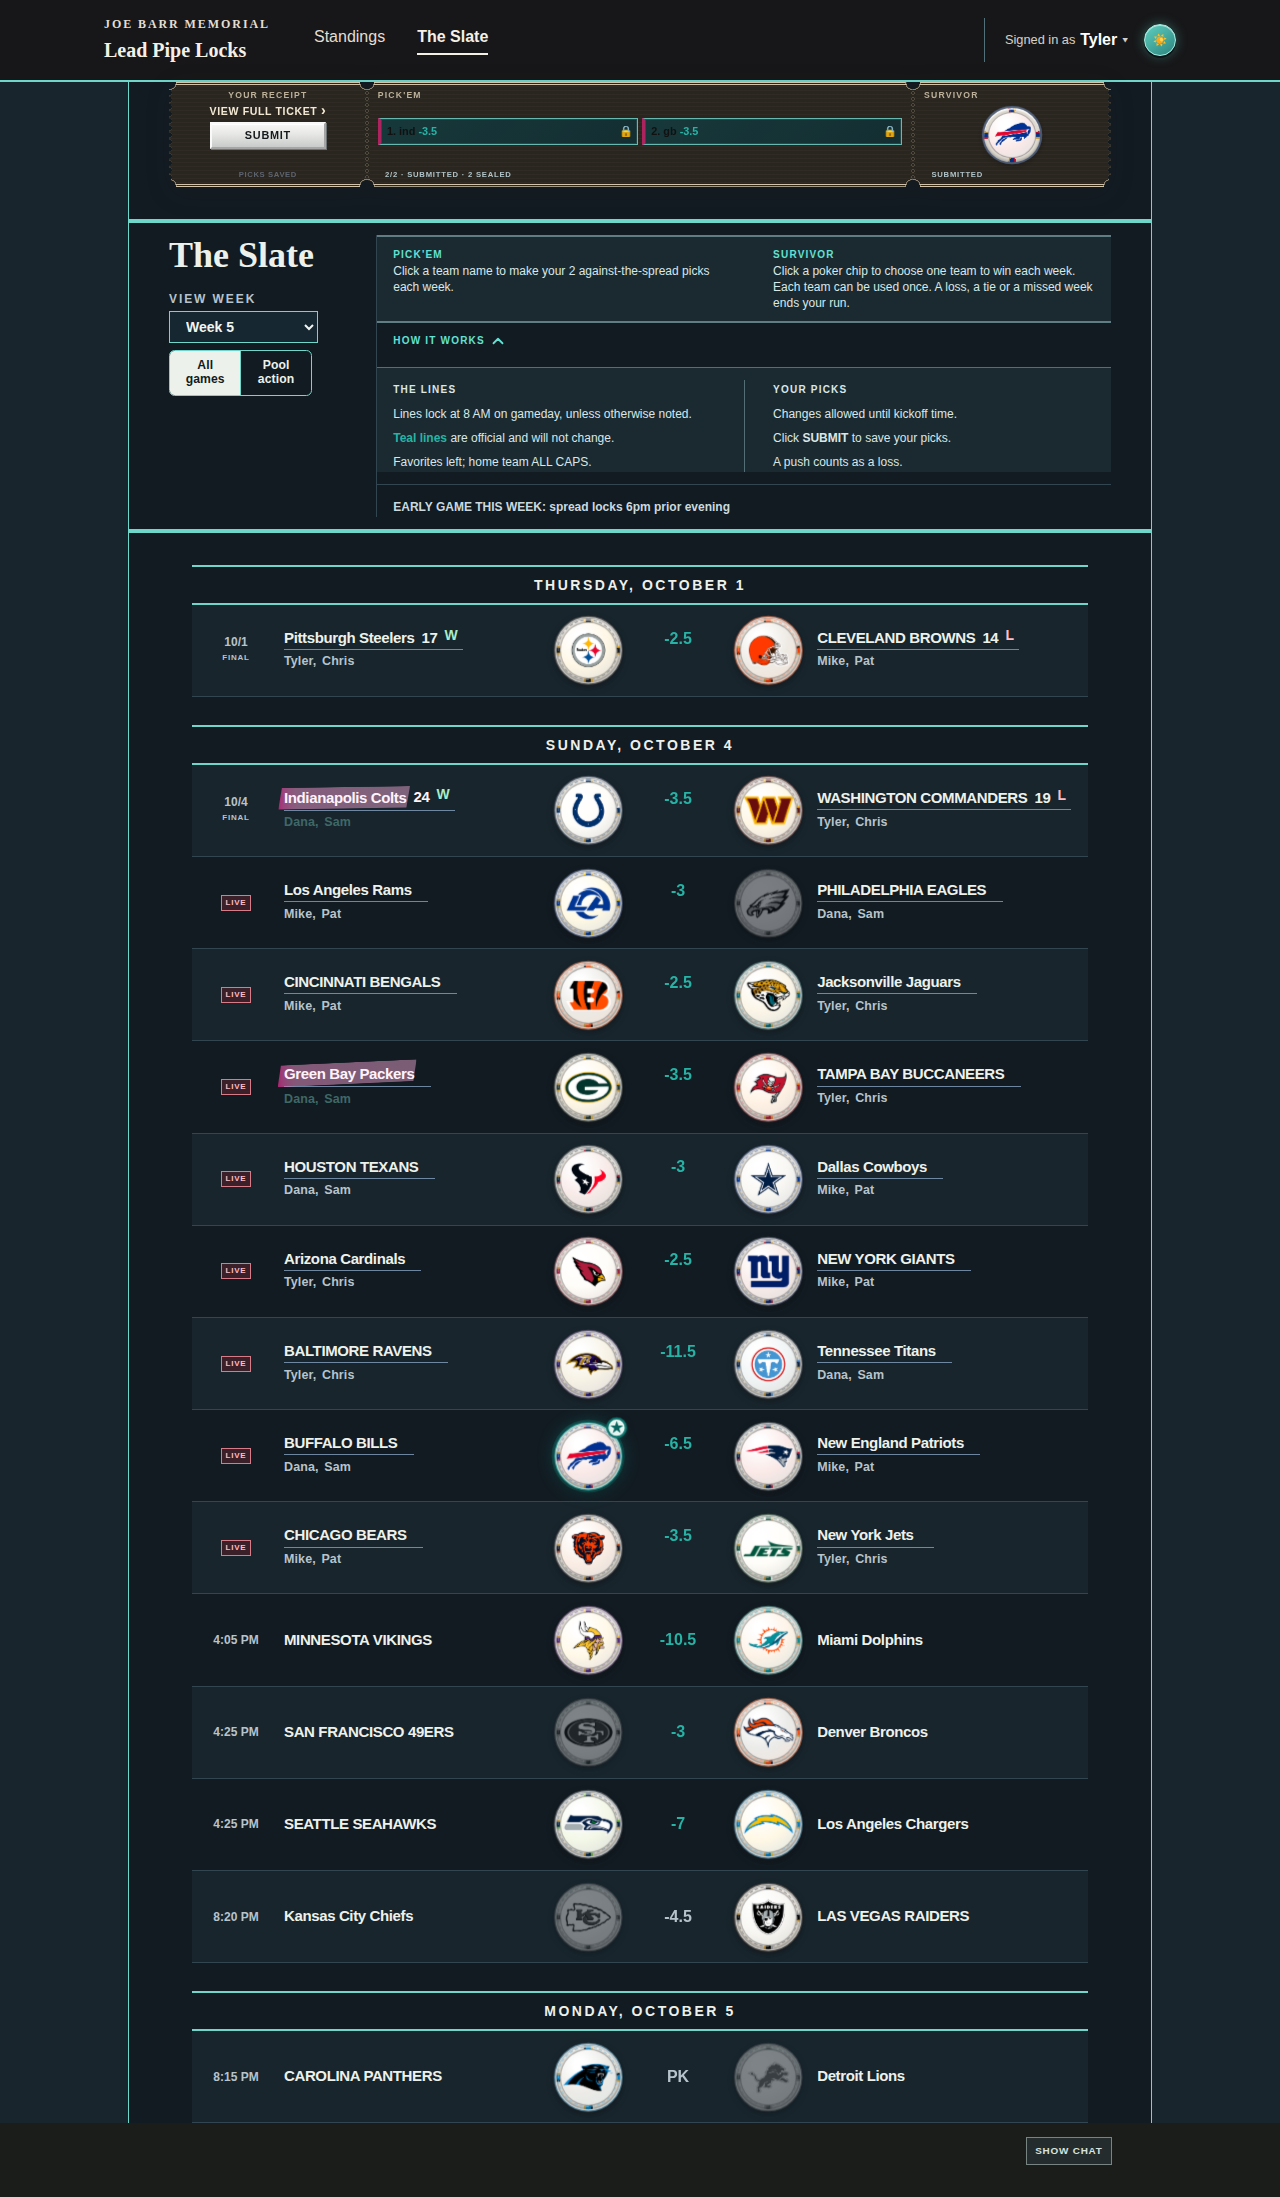 JOE BARR MEMORIAL
Lead Pipe Locks
Standings
The Slate
Signed in as Tyler ▾
YOUR RECEIPT
VIEW FULL TICKET ›
SUBMIT
PICKS SAVED
PICK'EM
1. ind -3.5
2. gb -3.5
2/2 · SUBMITTED · 2 SEALED
SURVIVOR
SUBMITTED
The Slate
VIEW WEEK
Week 5
All games
Pool action
PICK'EM
Click a team name to make your 2 against-the-spread picks
each week.
SURVIVOR
Click a poker chip to choose one team to win each week.
Each team can be used once. A loss, a tie or a missed week
ends your run.
HOW IT WORKS
THE LINES
Lines lock at 8 AM on gameday, unless otherwise noted.
Teal lines are official and will not change.
Favorites left; home team ALL CAPS.
YOUR PICKS
Changes allowed until kickoff time.
Click SUBMIT to save your picks.
A push counts as a loss.
EARLY GAME THIS WEEK: spread locks 6pm prior evening
THURSDAY, OCTOBER 1
10/1 FINAL
Pittsburgh Steelers 17 W
Tyler, Chris
Steelers
-2.5
CLEVELAND BROWNS 14 L
Mike, Pat
SUNDAY, OCTOBER 4
10/4 FINAL
Indianapolis Colts 24 W
Dana, Sam
-3.5
W
WASHINGTON COMMANDERS 19 L
Tyler, Chris
LIVE
Los Angeles Rams
Mike, Pat
LA
-3
PHILADELPHIA EAGLES
Dana, Sam
LIVE
CINCINNATI BENGALS
Mike, Pat
B
-2.5
Jacksonville Jaguars
Tyler, Chris
LIVE
Green Bay Packers
Dana, Sam
G
-3.5
TAMPA BAY BUCCANEERS
Tyler, Chris
LIVE
HOUSTON TEXANS
Dana, Sam
-3
Dallas Cowboys
Mike, Pat
LIVE
Arizona Cardinals
Tyler, Chris
-2.5
ny
NEW YORK GIANTS
Mike, Pat
LIVE
BALTIMORE RAVENS
Tyler, Chris
-11.5
T
Tennessee Titans
Dana, Sam
LIVE
BUFFALO BILLS
Dana, Sam
-6.5
New England Patriots
Mike, Pat
LIVE
CHICAGO BEARS
Mike, Pat
-3.5
JETS
New York Jets
Tyler, Chris
4:05 PM
MINNESOTA VIKINGS
-10.5
Miami Dolphins
4:25 PM
SAN FRANCISCO 49ERS
SF
-3
Denver Broncos
4:25 PM
SEATTLE SEAHAWKS
-7
Los Angeles Chargers
8:20 PM
Kansas City Chiefs
KC
-4.5
RAIDERS
LAS VEGAS RAIDERS
MONDAY, OCTOBER 5
8:15 PM
CAROLINA PANTHERS
PK
Detroit Lions
SHOW CHAT